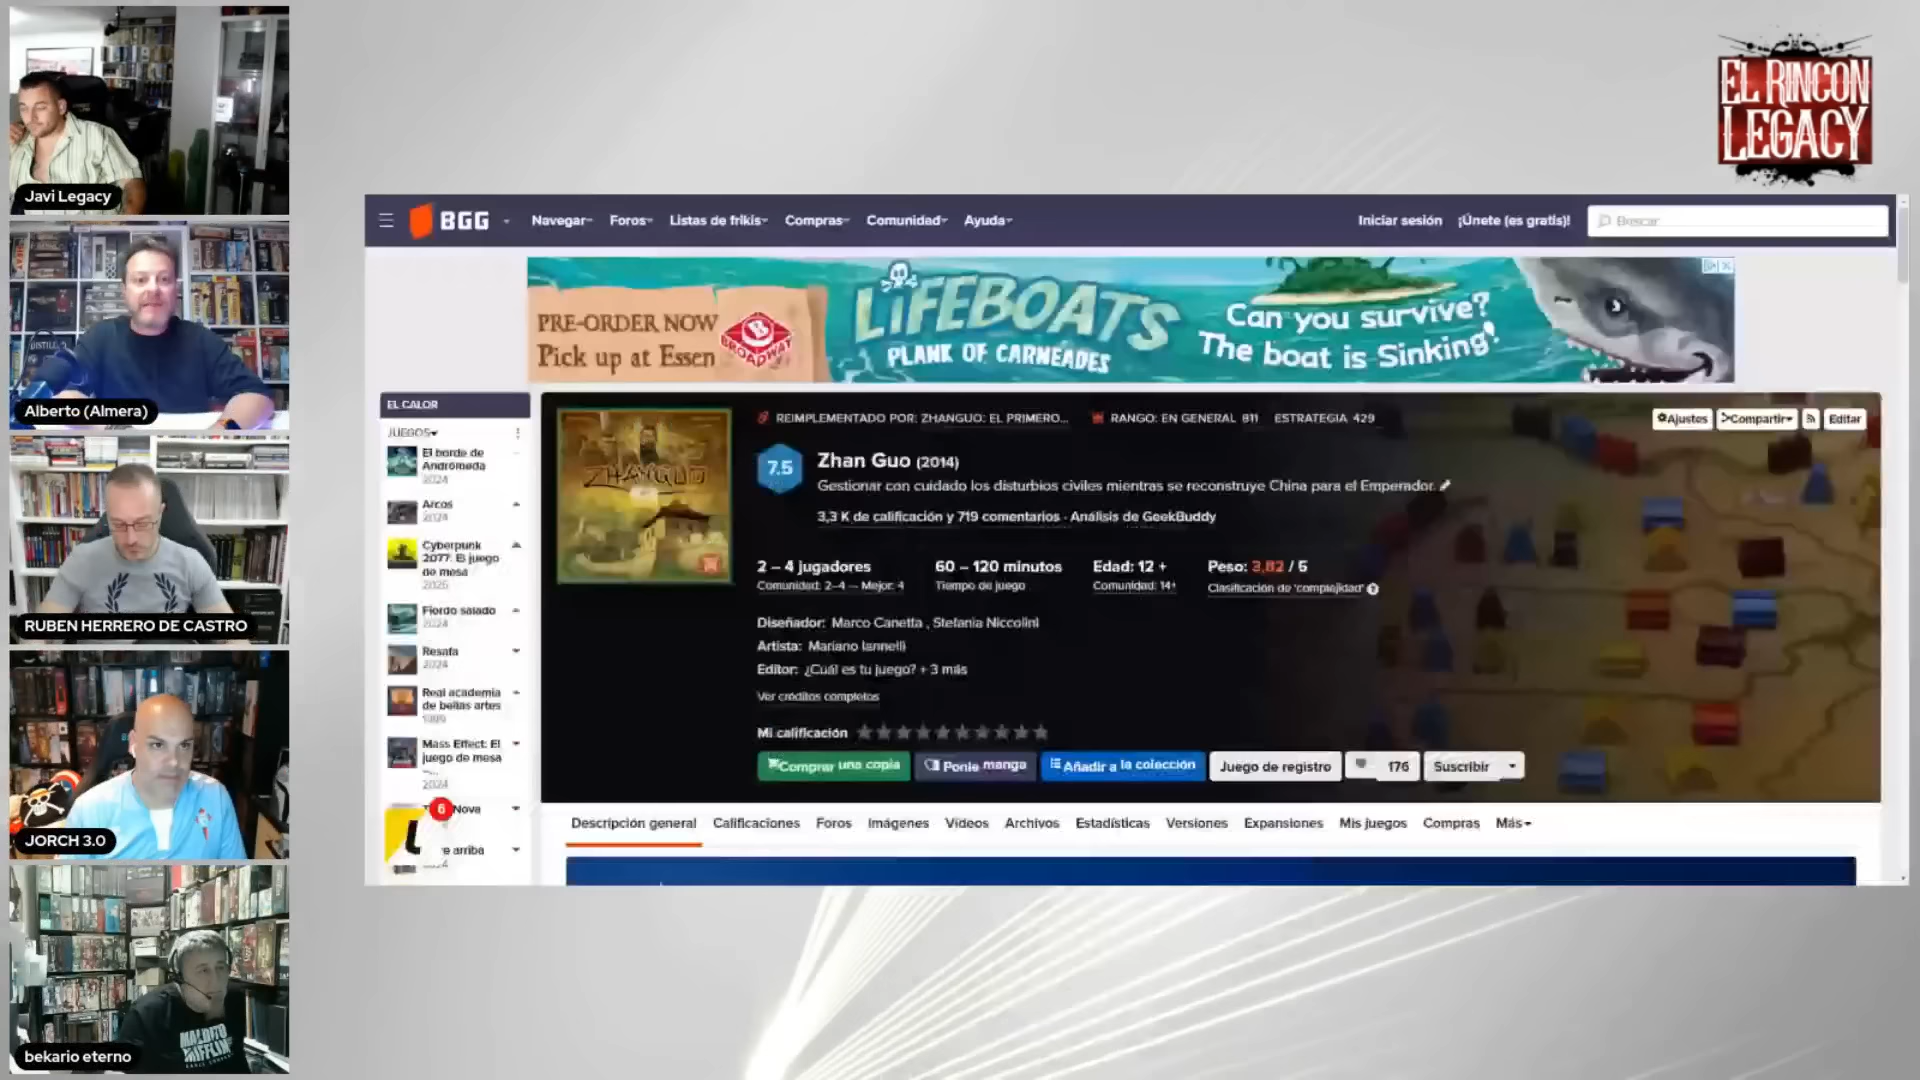 Javi Legacy
Alberto (Almera)
RUBEN HERRERO DE CASTRO
JORCH 3.0
bekario eterno
MALDITO
MIFFLIN
DISTILL
EL RINCON
LEGACY
BGG
Navegar
Foros
Listas de frikis
Compras
Comunidad
Ayuda
Iniciar sesión
¡Únete (es gratis)!
Buscar
PRE-ORDER NOW
Pick up at Essen
BROADWAY
LIFEBOATS
PLANK OF CARNEADES
Can you survive?
The boat is Sinking!
EL CALOR
JUEGOS
El borde de
Andrómeda
2024
Arcos
2024
Cyberpunk
2077: El juego
de mesa
2025
Fiordo salado
2024
Resafa
2024
Real academia
de bellas artes
1999
Mass Effect: El
juego de mesa
-...
2024
Nova
6
arriba
ZHANGUO
REIMPLEMENTADO POR: ZHANGUO: EL PRIMERO...
RANGO: EN GENERAL 811 ESTRATEGIA 429
Ajustes
Compartir
Editar
7.5
Zhan Guo (2014)
Gestionar con cuidado los disturbios civiles mientras se reconstruye China para el Emperador.
3,3 K de calificación y 719 comentarios · Análisis de GeekBuddy
2 – 4 jugadores
Comunidad: 2–4 — Mejor: 4
60 – 120 minutos
Tiempo de juego
Edad: 12 +
Comunidad: 14+
Peso: 3,82 / 5
Clasificación de 'complejidad'
Diseñador: Marco Canetta , Stefania Niccolini
Artista: Mariano Iannelli
Editor: ¿Cuál es tu juego? + 3 más
Ver créditos completos
Mi calificación
Comprar una copia
Ponle manga
Añadir a la colección
Juego de registro
176
Suscribir
Descripción general
Calificaciones
Foros
Imágenes
Vídeos
Archivos
Estadísticas
Versiones
Expansiones
Mis juegos
Compras
Más